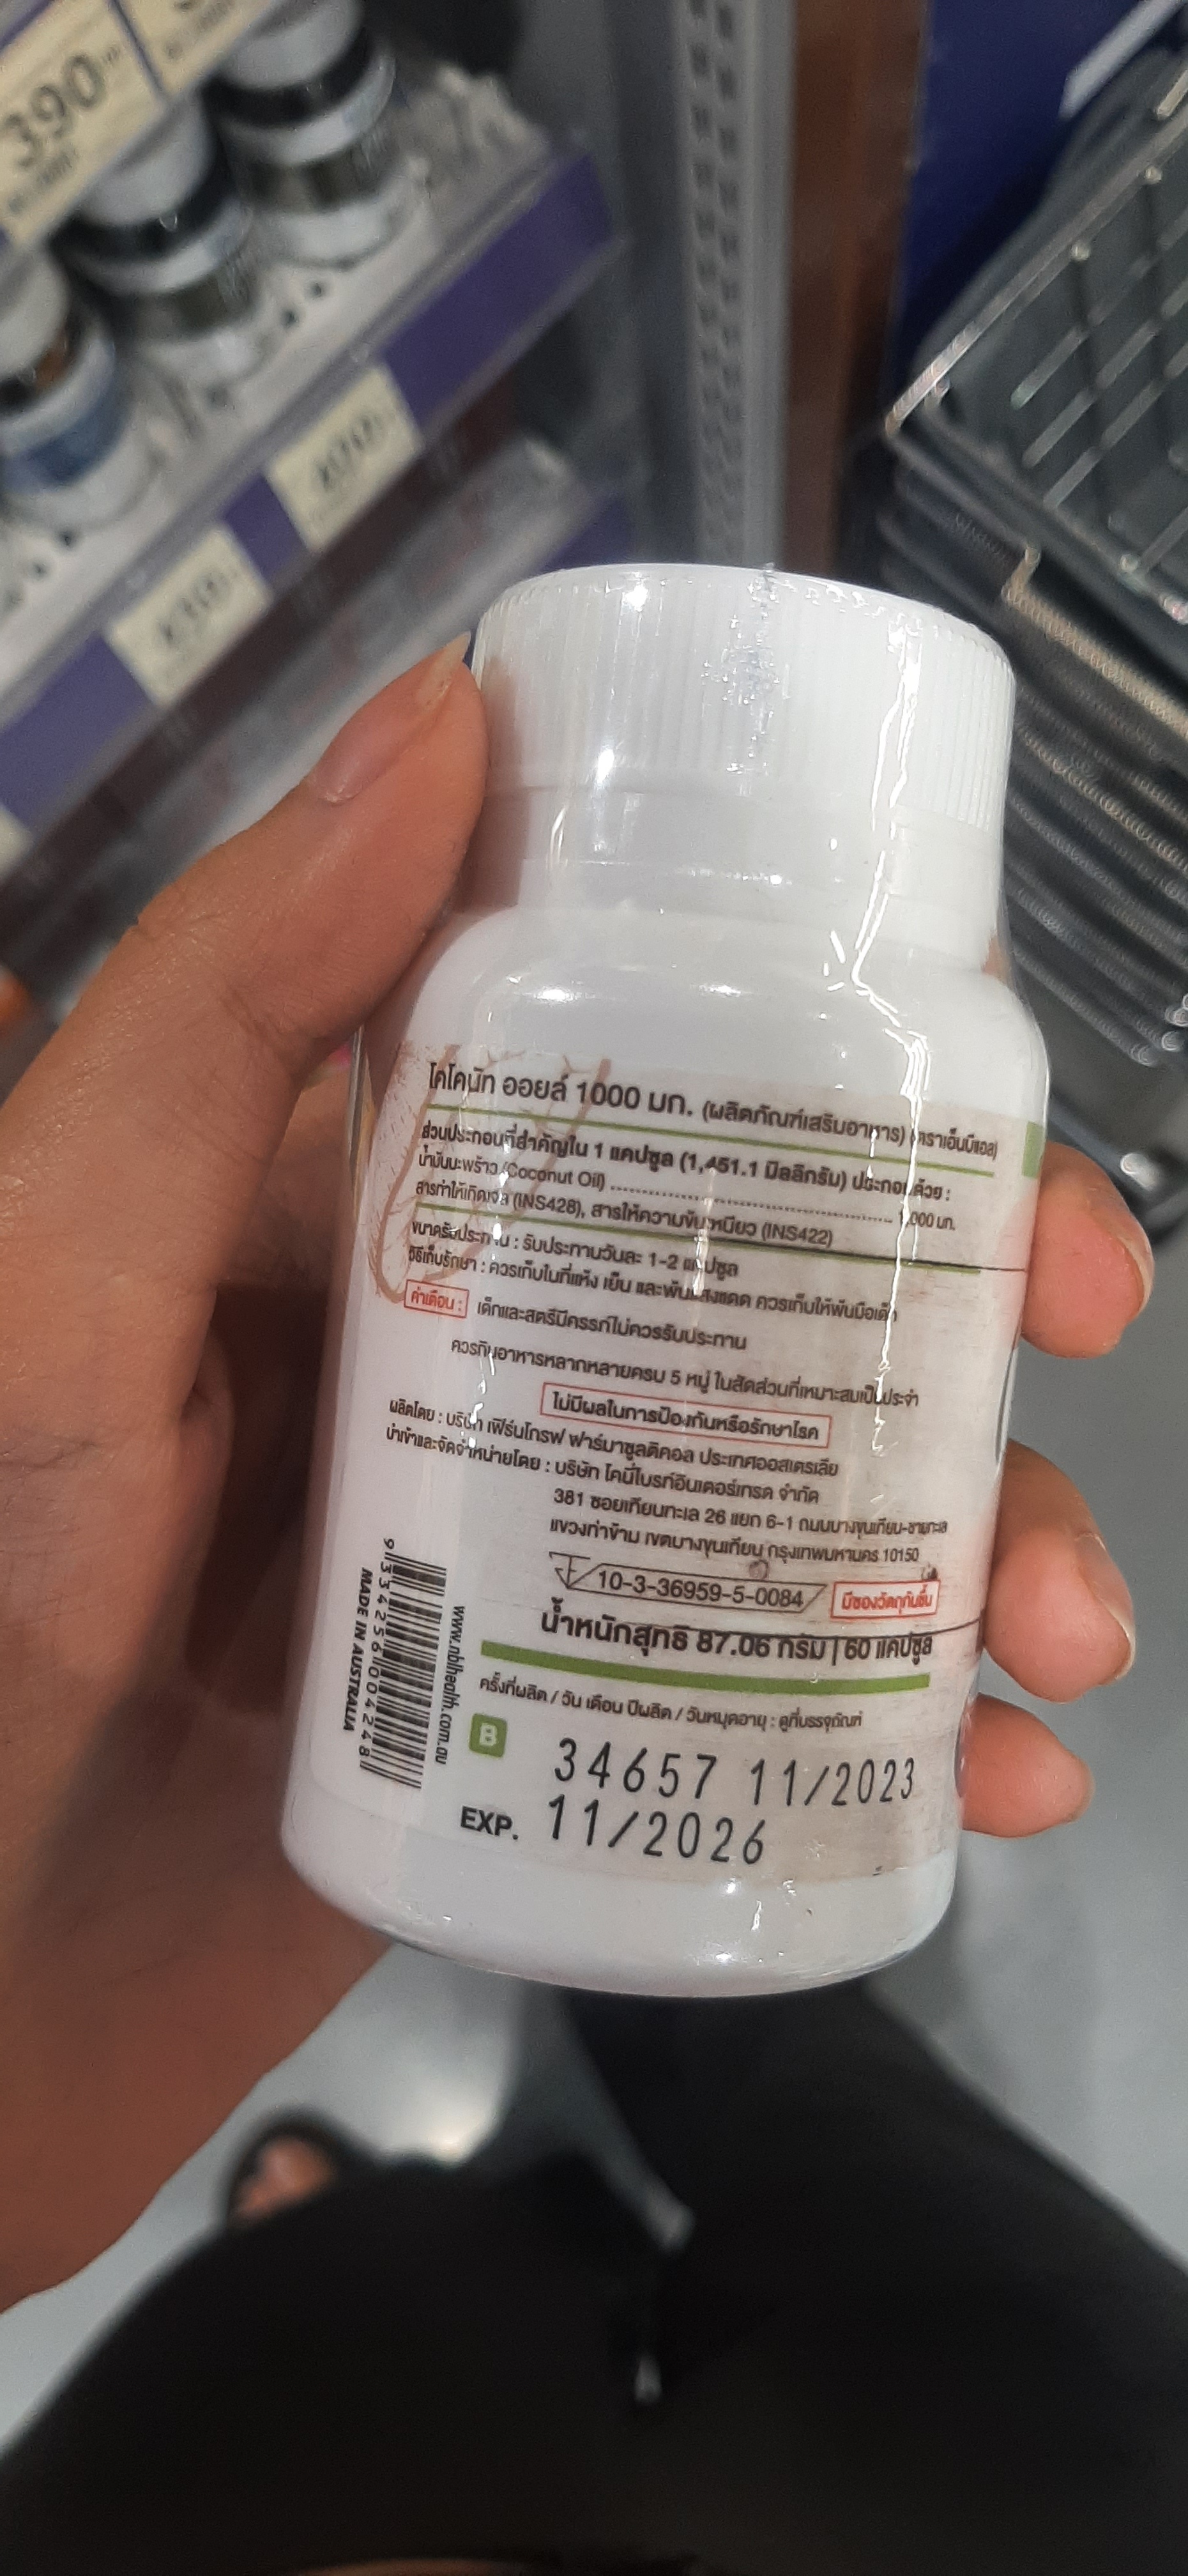 390
โคโคนัท ออยล์ 1000 มก. (ผลิตภัณฑ์เสริมอาหาร) (ตราเอ็นบีแอล)
ส่วนประกอบที่สำคัญใน 1 แคปซูล (1,451.1 มิลลิกรัม) ประกอบด้วย :
น้ำมันมะพร้าว (Coconut Oil) ........................................ 1,000 มก.
สารทำให้เกิดเจล (INS428), สารให้ความข้นเหนียว (INS422)
ขนาดรับประทาน : รับประทานวันละ 1-2 แคปซูล
วิธีเก็บรักษา : ควรเก็บในที่แห้ง เย็น และพ้นแสงแดด ควรเก็บให้พ้นมือเด็ก
คำเตือน : เด็กและสตรีมีครรภ์ไม่ควรรับประทาน
ควรกินอาหารหลากหลายครบ 5 หมู่ ในสัดส่วนที่เหมาะสมเป็นประจำ
ไม่มีผลในการป้องกันหรือรักษาโรค
ผลิตโดย : บริษัท เฟิร์นโกรฟ ฟาร์มาซูลติคอล ประเทศออสเตรเลีย
นำเข้าและจัดจำหน่ายโดย : บริษัท โคนี่ไบรท์อินเตอร์เทรด จำกัด
381 ซอยเทียนทะเล 26 แยก 6-1 ถนนบางขุนเทียน-ชายทะเล
แขวงท่าข้าม เขตบางขุนเทียน กรุงเทพมหานคร 10150
10-3-36959-5-0084 มีซองวัตถุกันชื้น
น้ำหนักสุทธิ 87.06 กรัม | 60 แคปซูล
ครั้งที่ผลิต / วัน เดือน ปีผลิต / วันหมดอายุ : ดูที่บรรจุภัณฑ์
B 34657 11/2023
EXP. 11/2026
www.nblhealth.com.au
9 334256 004248
MADE IN AUSTRALIA